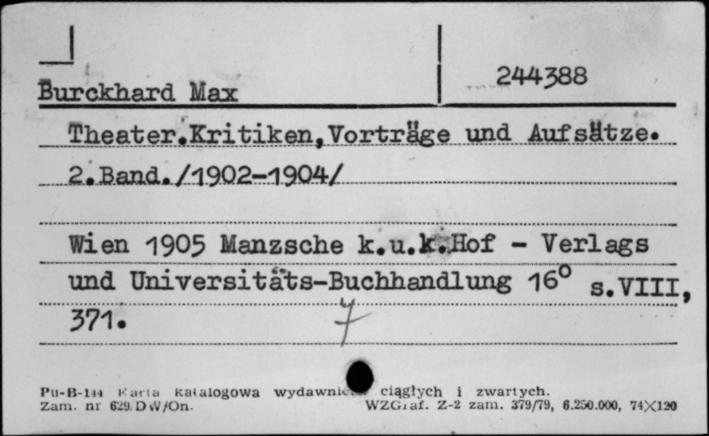 244388
Burckhard Max
Theater.Kritiken,Vorträge und Aufsätze.
2.Band./1902-1904/
Wien 1905 Manzsche k.u.k.Hof - Verlags
und Universitäts-Buchhandlung 16° s.VIII,
371.
7
Pu-B-144 Karta katalogowa wydawnic ciągłych i zwartych.
Zam. nr 629/DW/On. WZGraf. Z-2 zam. 379/79, 6.250.000, 74X120